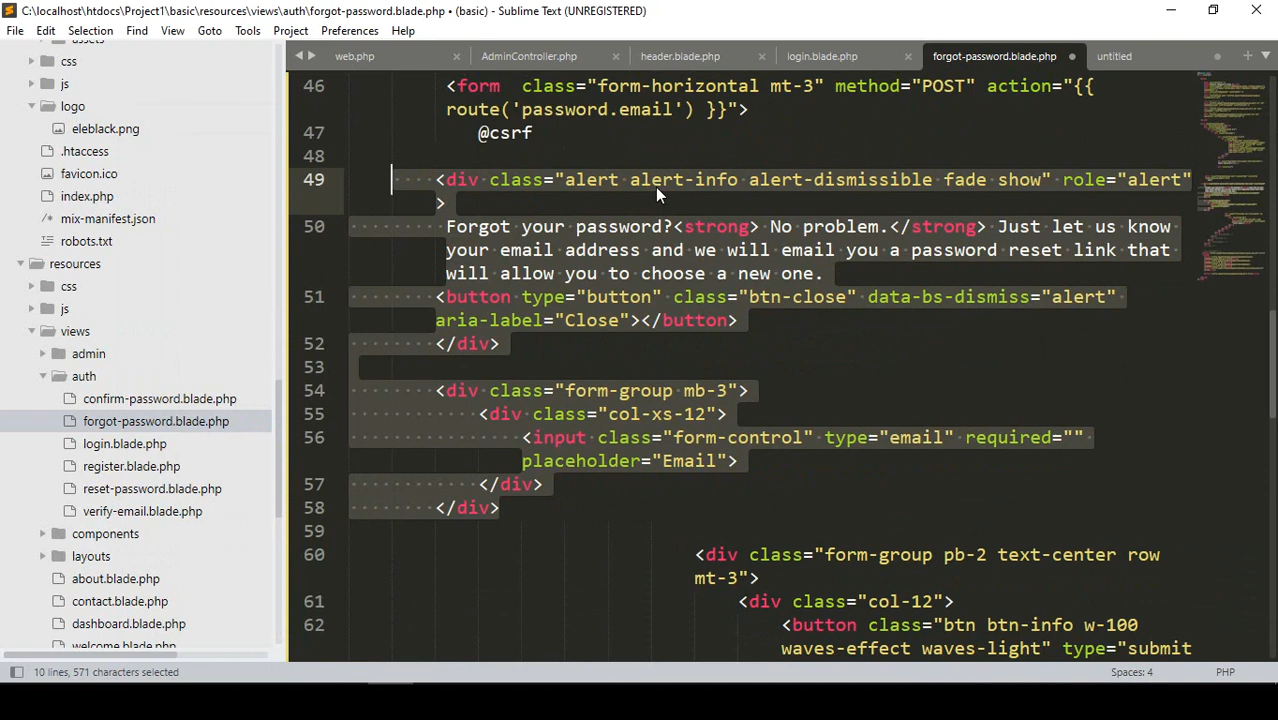 C:\localhost\htdocs\Project1\basic\resources\views\auth\forgot-password.blade.php • (basic) - Sublime Text (UNREGISTERED)
File Edit Selection Find View Goto Tools Project Preferences Help
web.php × AdminController.php × header.blade.php × login.blade.php × forgot-password.blade.php untitled
css
js
logo
eleblack.png
.htaccess
favicon.ico
index.php
mix-manifest.json
robots.txt
resources
css
js
views
admin
auth
confirm-password.blade.php
forgot-password.blade.php
login.blade.php
register.blade.php
reset-password.blade.php
verify-email.blade.php
components
layouts
about.blade.php
contact.blade.php
dashboard.blade.php
welcome.blade.php
46 <form class="form-horizontal mt-3" method="POST" action="{{
route('password.email') }}">
47 @csrf
48
49 <div class="alert alert-info alert-dismissible fade show" role="alert"
>
50 Forgot your password?<strong> No problem.</strong> Just let us know
your email address and we will email you a password reset link that
will allow you to choose a new one.
51 <button type="button" class="btn-close" data-bs-dismiss="alert"
aria-label="Close"></button>
52 </div>
53
54 <div class="form-group mb-3">
55 <div class="col-xs-12">
56 <input class="form-control" type="email" required=""
placeholder="Email">
57 </div>
58 </div>
59
60 <div class="form-group pb-2 text-center row
mt-3">
61 <div class="col-12">
62 <button class="btn btn-info w-100
waves-effect waves-light" type="submit
10 lines, 571 characters selected Spaces: 4 PHP